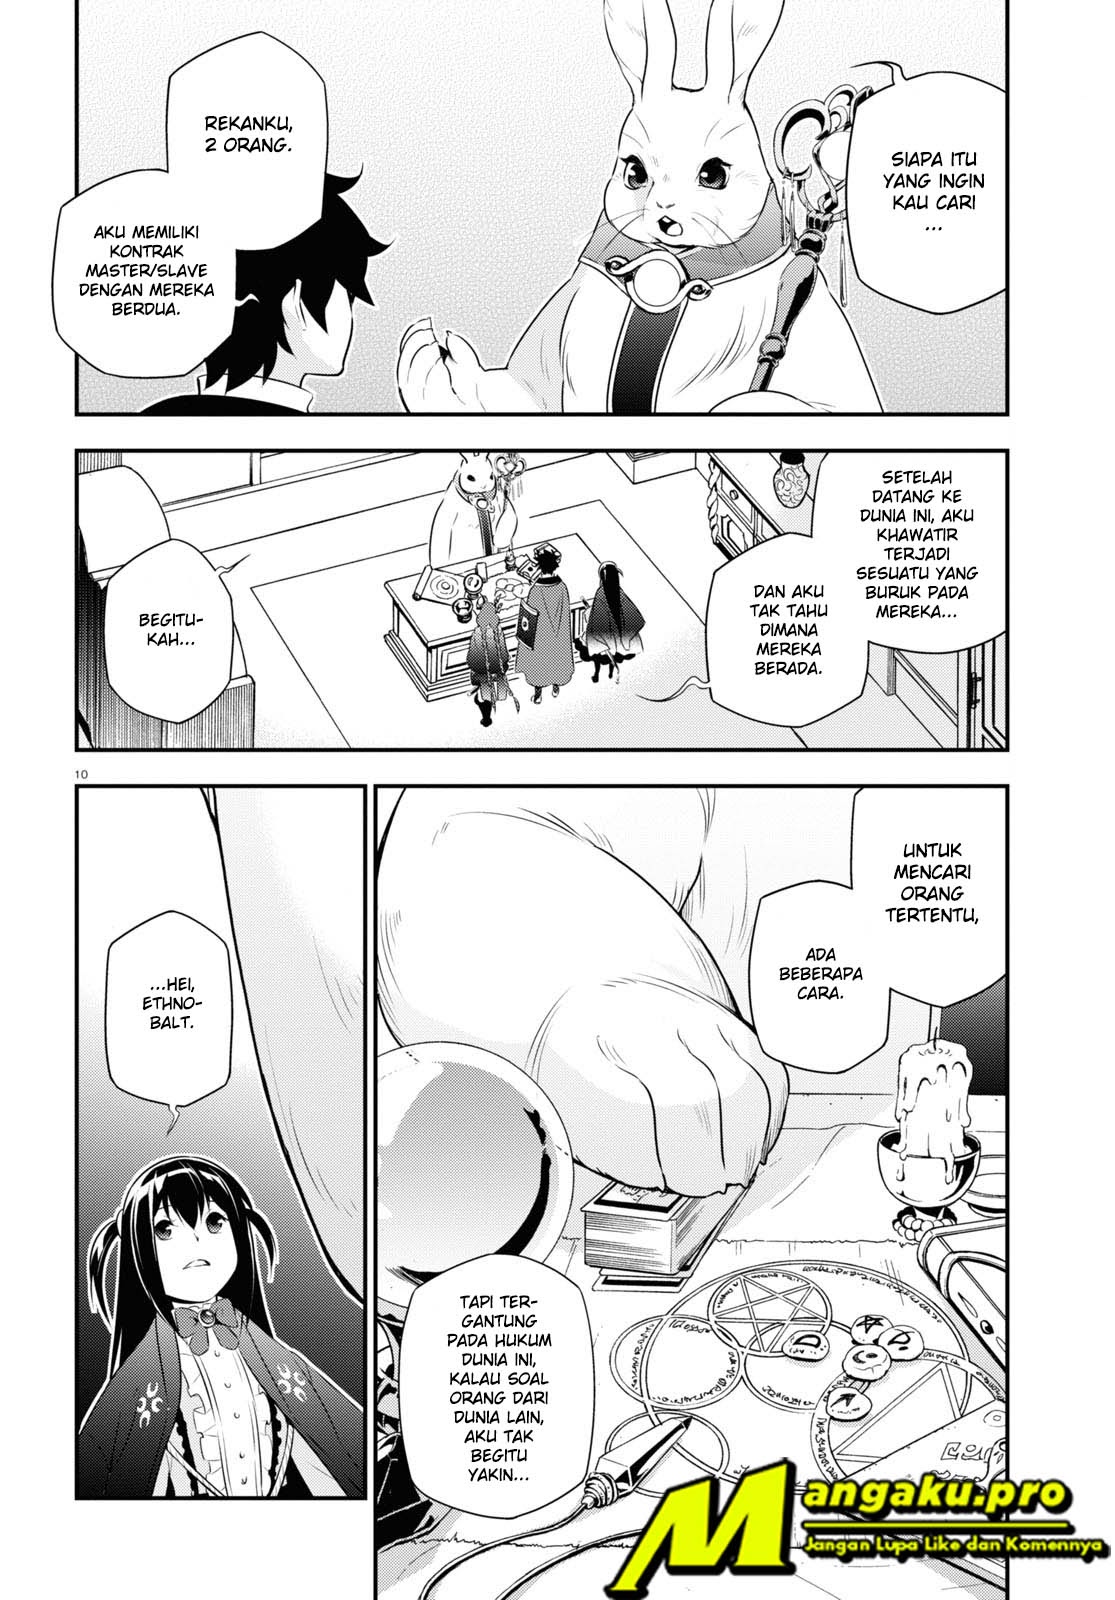 SIAPA ITU
YANG INGIN
KAU CARI
...
REKANKU,
2 ORANG.
AKU MEMILIKI
KONTRAK
MASTER/SLAVE
DENGAN MEREKA
BERDUA.
SETELAH
DATANG KE
DUNIA INI, AKU
KHAWATIR
TERJADI
SESUATU YANG
BURUK PADA
MEREKA...
DAN AKU
TAK TAHU
DIMANA
MEREKA
BERADA.
BEGITU-
KAH...
10
UNTUK
MENCARI
ORANG
TERTENTU,
ADA
BEBERAPA
CARA.
TAPI TER-
GANTUNG
PADA HUKUM
DUNIA INI,
KALAU SOAL
ORANG DARI
DUNIA LAIN,
AKU TAK
BEGITU
YAKIN...
...HEI,
ETHNO-
BALT.
Mangaku.pro
Jangan Lupa Like dan Komennya